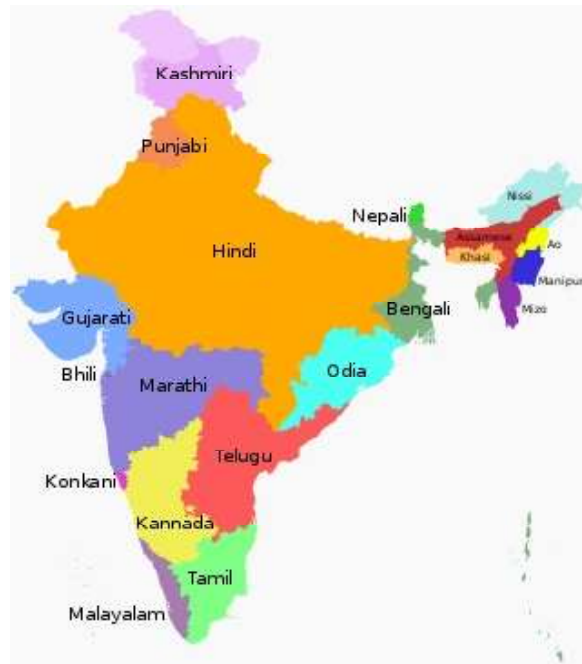 Kashmiri
Punjabi
Nissi
Nepali
Assamese
Ao
Hindi
Khasi
Manipur
Bengali
Mizo
Gujarati
Bhili
Marathi
Odia
Telugu
Konkani
Kannada
Tamil
Malayalam